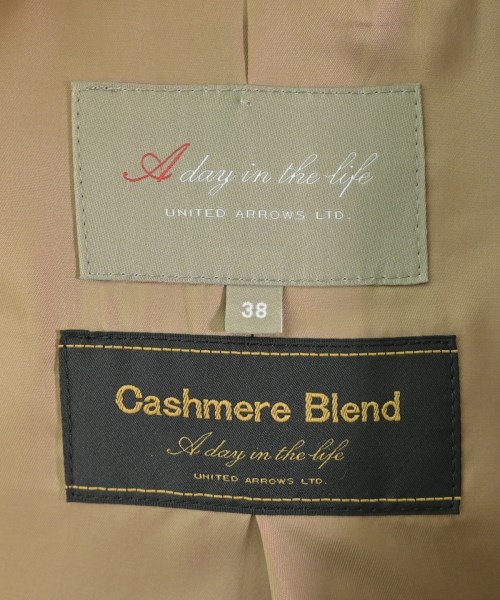 A day in the life
UNITED ARROWS LTD.
38
Cashmere Blend
A day in the life
UNITED ARROWS LTD.